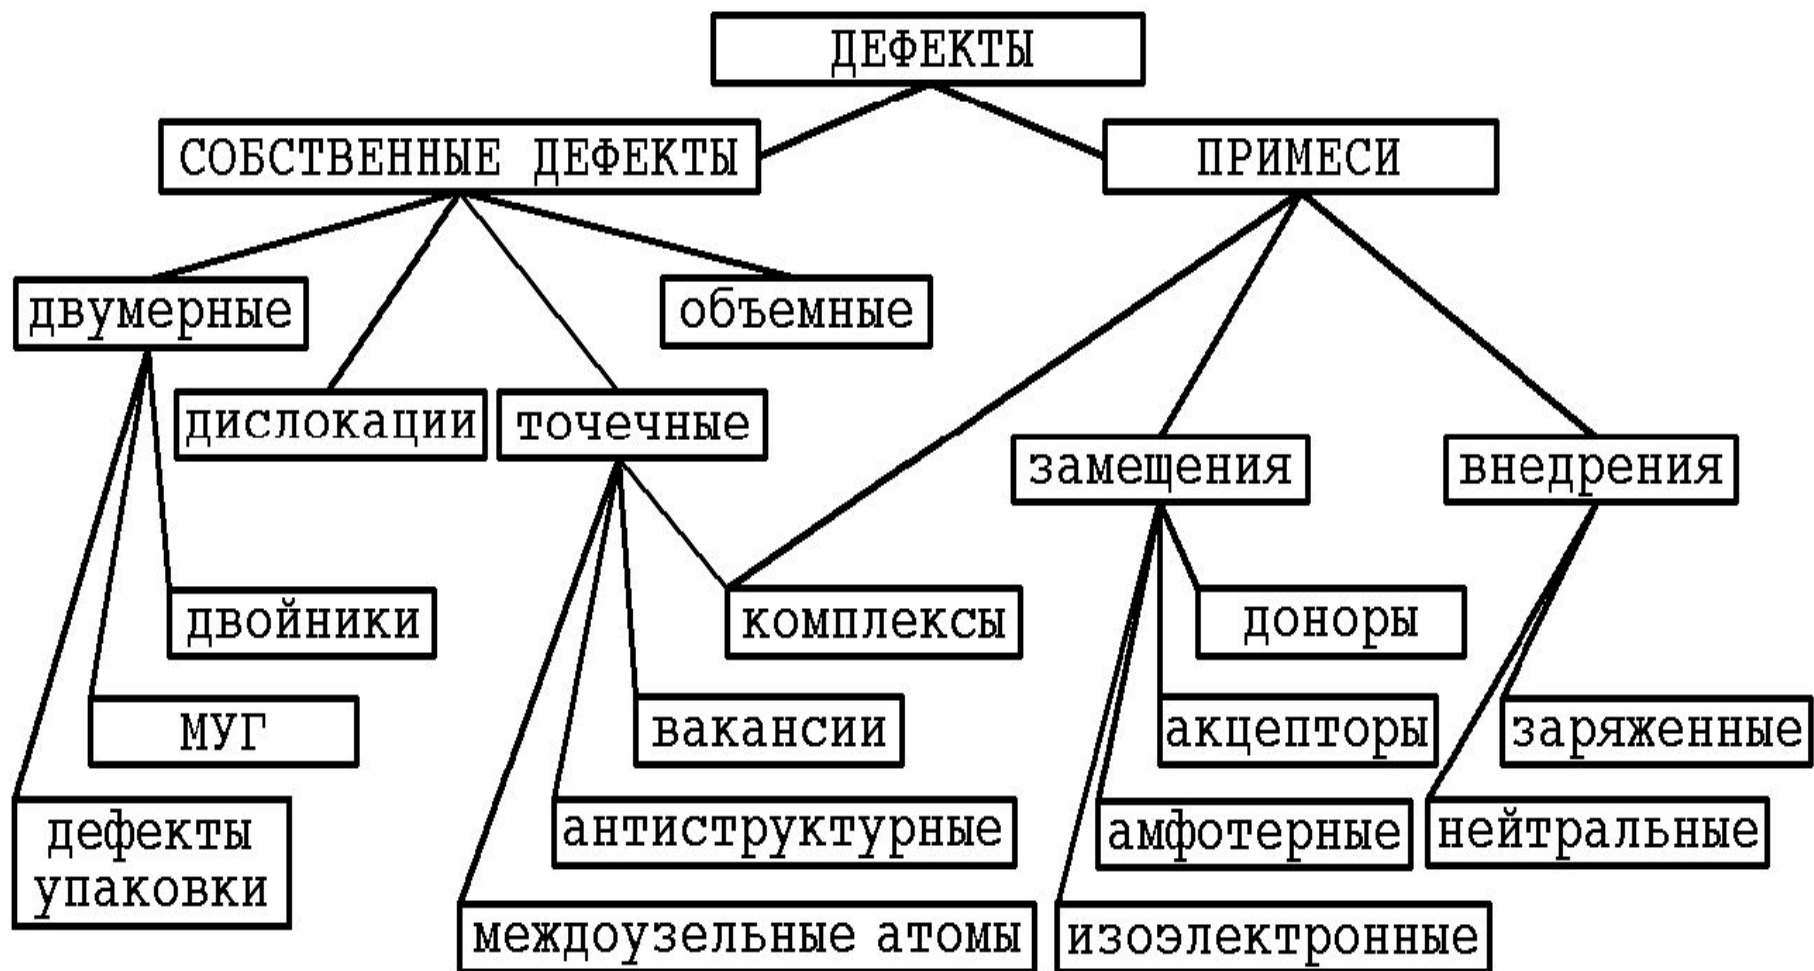 ДЕФЕКТЫ
СОБСТВЕННЫЕ ДЕФЕКТЫ
ПРИМЕСИ
двумерные
объемные
дислокации
точечные
замещения
внедрения
двойники
комплексы
доноры
МУГ
вакансии
акцепторы
заряженные
дефекты
упаковки
антиструктурные
амфотерные
нейтральные
междоузельные атомы
изоэлектронные